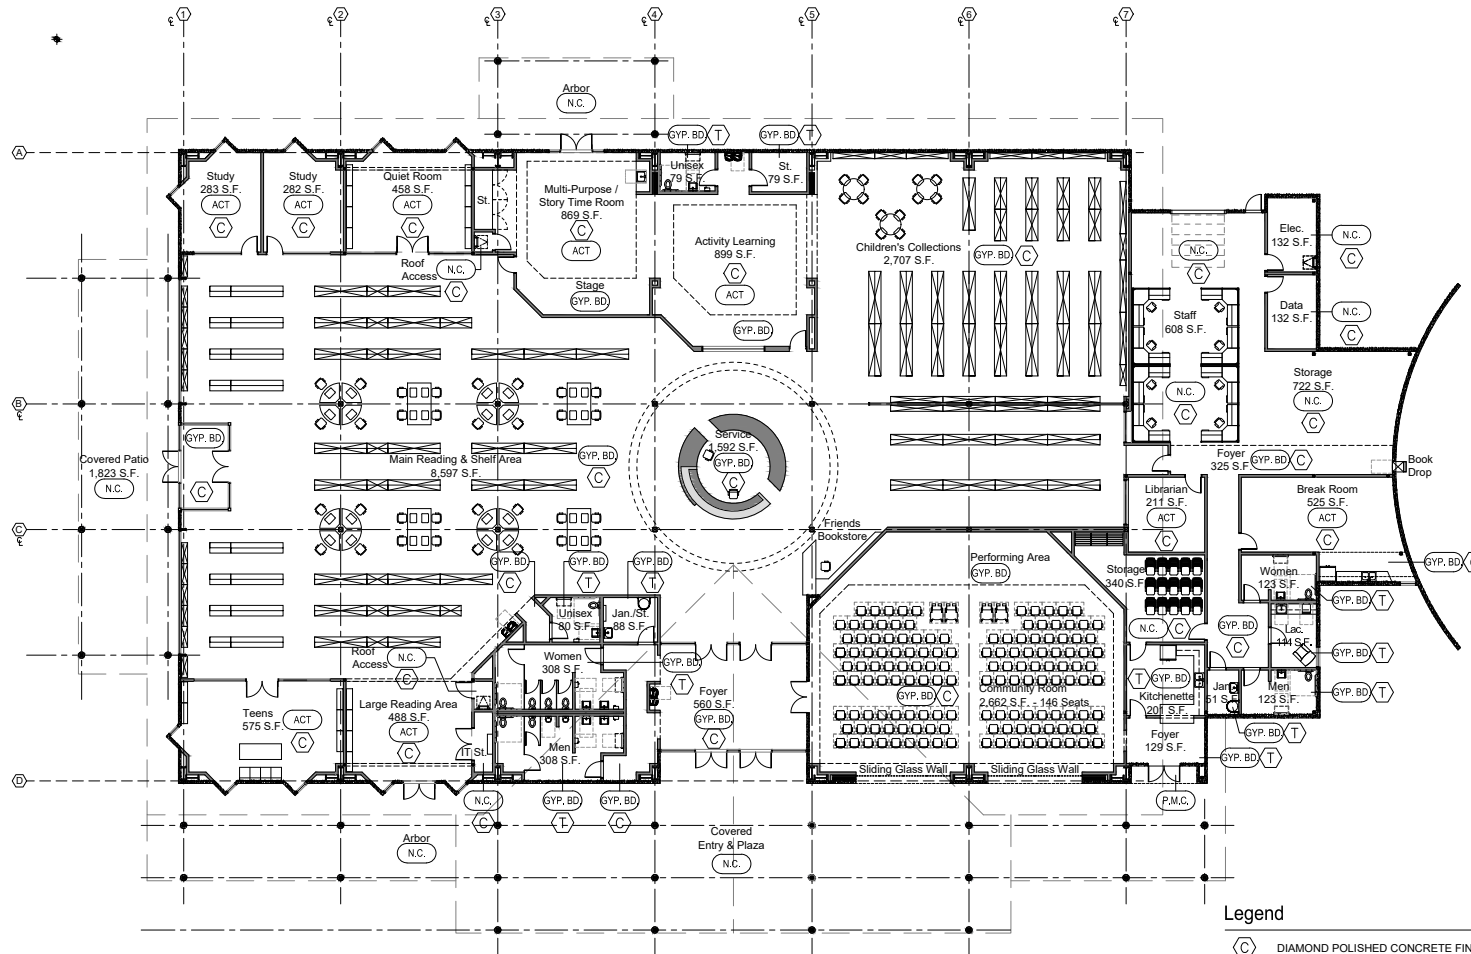 1
2
3
4
5
6
7
℄
℄
℄
℄
℄
℄
℄
Arbor
N.C.
A
GYP. BD.
T
GYP. BD.
T
Study
283 S.F.
ACT
C
Study
282 S.F.
ACT
C
Quiet Room
458 S.F.
ACT
C
St.
Multi-Purpose /
Story Time Room
869 S.F.
C
ACT
Unisex
79 S.F.
St.
79 S.F.
Activity Learning
899 S.F.
C
ACT
GYP. BD.
Children's Collections
2,707 S.F.
GYP. BD.
C
N.C.
C
Elec.
132 S.F.
N.C.
C
Roof
Access
N.C.
C
Stage
GYP. BD.
Staff
608 S.F.
N.C.
C
Data
132 S.F.
N.C.
C
Storage
722 S.F.
N.C.
C
B
℄
GYP. BD.
C
Covered Patio
1,823 S.F.
N.C.
Main Reading & Shelf Area
8,597 S.F.
GYP. BD.
C
Service
1,592 S.F.
GYP. BD.
C
Foyer
325 S.F.
GYP. BD.
C
Book
Drop
Librarian
211 S.F.
ACT
C
Break Room
525 S.F.
ACT
C
C
℄
Friends
Bookstore
Performing Area
GYP. BD.
Storage
340 S.F.
N.C.
C
GYP. BD.
C
GYP. BD.
T
GYP. BD.
T
Unisex
80 S.F.
Jan./St.
88 S.F.
Women
123 S.F.
GYP. BD.
GYP. BD.
T
GYP. BD.
C
Lac.
114 S.F.
GYP. BD.
T
Roof
Access
N.C.
C
Women
308 S.F.
GYP. BD.
T
Foyer
560 S.F.
GYP. BD.
C
GYP. BD.
C
Community Room
2,662 S.F. - 146 Seats
T
GYP. BD.
Kitchenette
201 S.F.
Jan.
51 S.F.
Men
123 S.F.
GYP. BD.
T
Teens
575 S.F.
ACT
C
Large Reading Area
488 S.F.
ACT
C
IT St.
Men
308 S.F.
Foyer
129 S.F.
GYP. BD.
T
GYP. BD.
T
D
Sliding Glass Wall
Sliding Glass Wall
N.C.
C
GYP. BD.
T
GYP. BD.
C
P.M.C.
Arbor
N.C.
Covered
Entry & Plaza
N.C.
Legend
C
DIAMOND POLISHED CONCRETE FIN